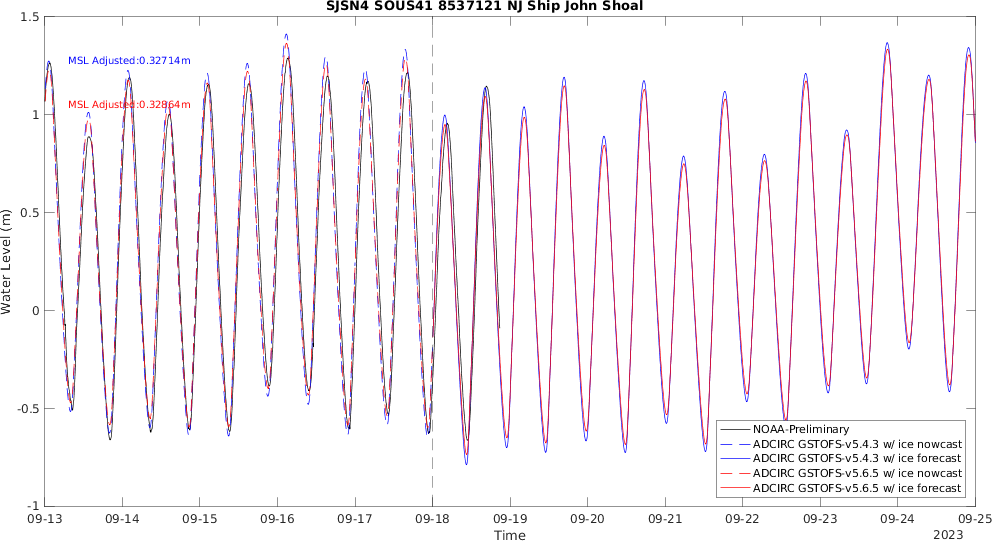 SJSN4 SOUS41 8537121 NJ Ship John Shoal
1.5
1
0.5
0
-0.5
-1
Water Level (m)
MSL Adjusted:0.32714m
MSL Adjusted:0.32864m
NOAA-Preliminary
ADCIRC GSTOFS-v5.4.3 w/ ice nowcast
ADCIRC GSTOFS-v5.4.3 w/ ice forecast
ADCIRC GSTOFS-v5.6.5 w/ ice nowcast
ADCIRC GSTOFS-v5.6.5 w/ ice forecast
09-13 09-14 09-15 09-16 09-17 09-18 09-19 09-20 09-21 09-22 09-23 09-24 09-25
Time
2023